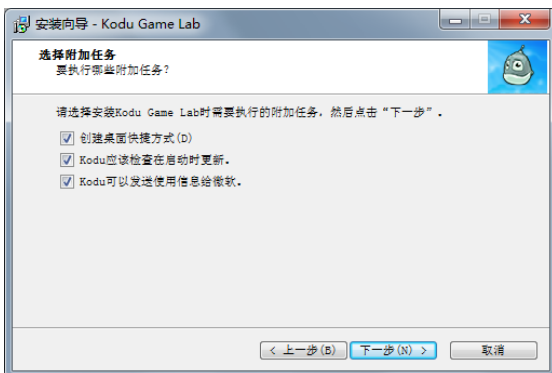 安装向导 - Kodu Game Lab
选择附加任务
要执行哪些附加任务?
请选择安装Kodu Game Lab时需要执行的附加任务，然后点击“下一步”.
创建桌面快捷方式(D)
Kodu应该检查在启动时更新.
Kodu可以发送使用信息给微软.
< 上一步(B) 下一步(N) > 取消